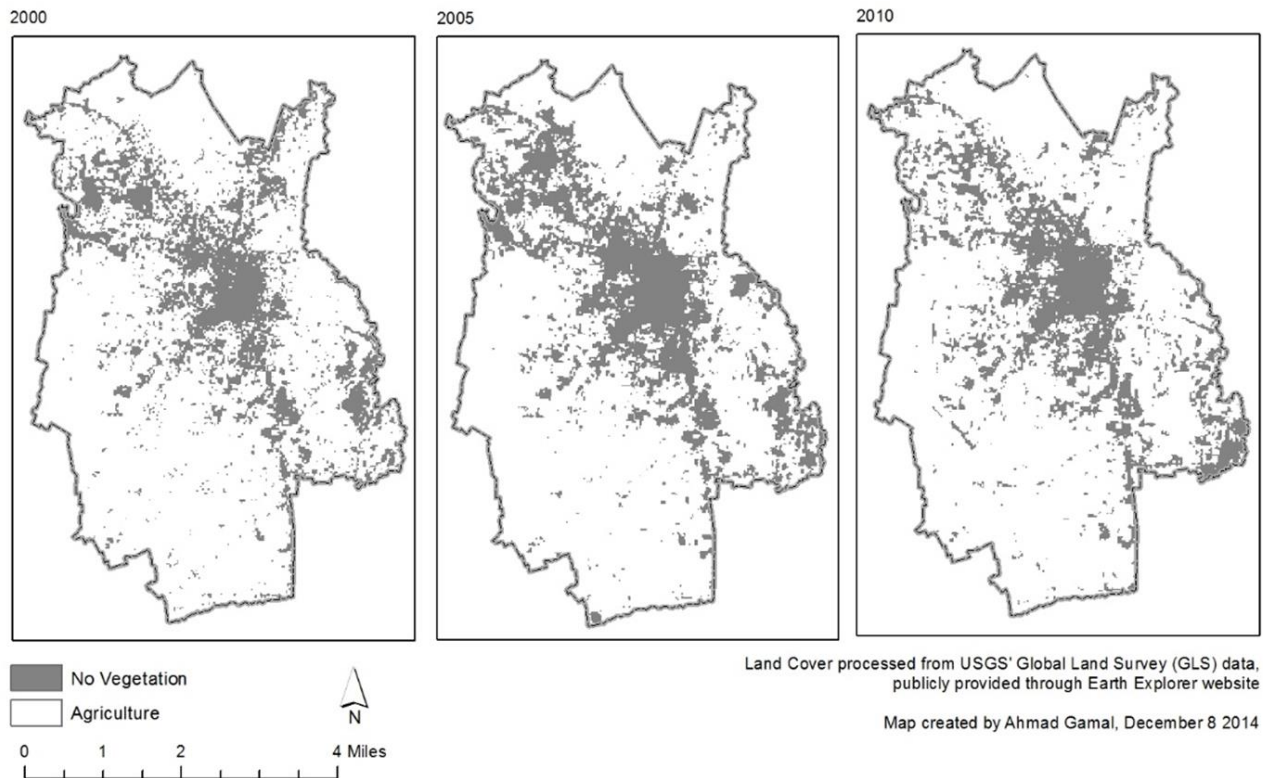 2000
2005
2010
No Vegetation
Agriculture
N
0 1 2 4 Miles
Land Cover processed from USGS' Global Land Survey (GLS) data,
publicly provided through Earth Explorer website
Map created by Ahmad Gamal, December 8 2014